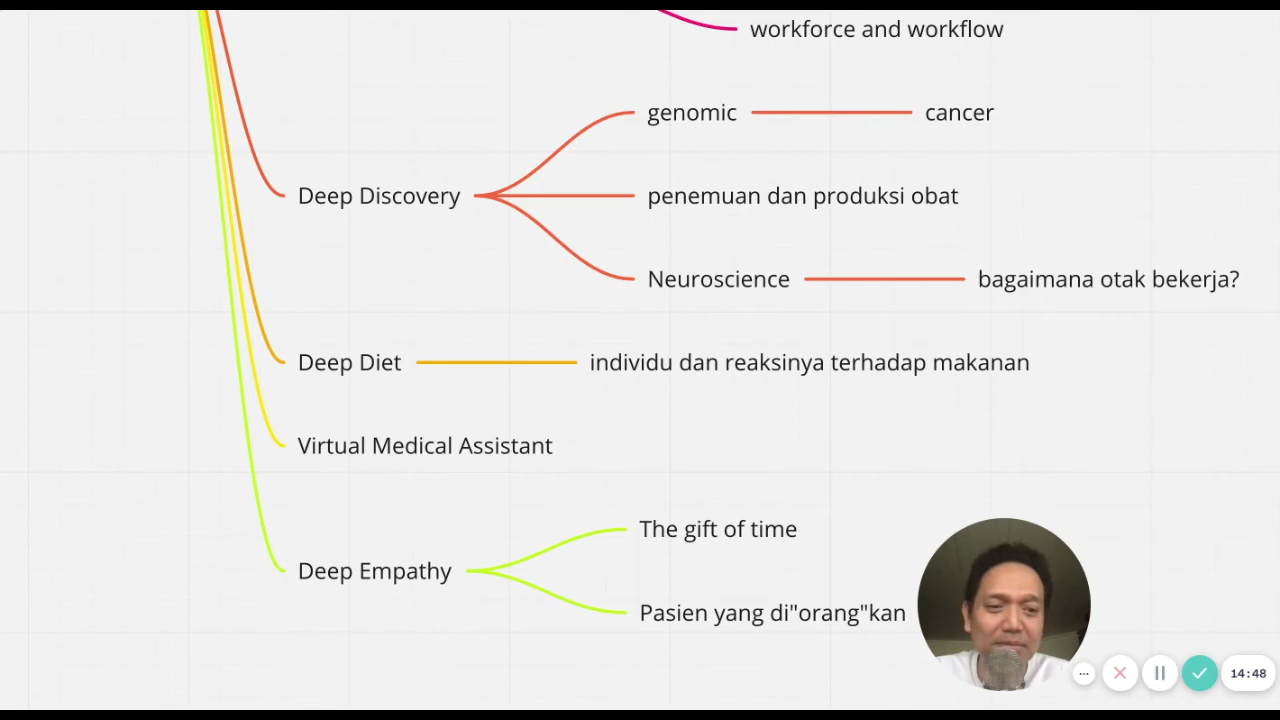 workforce and workflow
genomic
cancer
Deep Discovery
penemuan dan produksi obat
Neuroscience
bagaimana otak bekerja?
Deep Diet
individu dan reaksinya terhadap makanan
Virtual Medical Assistant
The gift of time
Deep Empathy
Pasien yang di"orang"kan
14:48